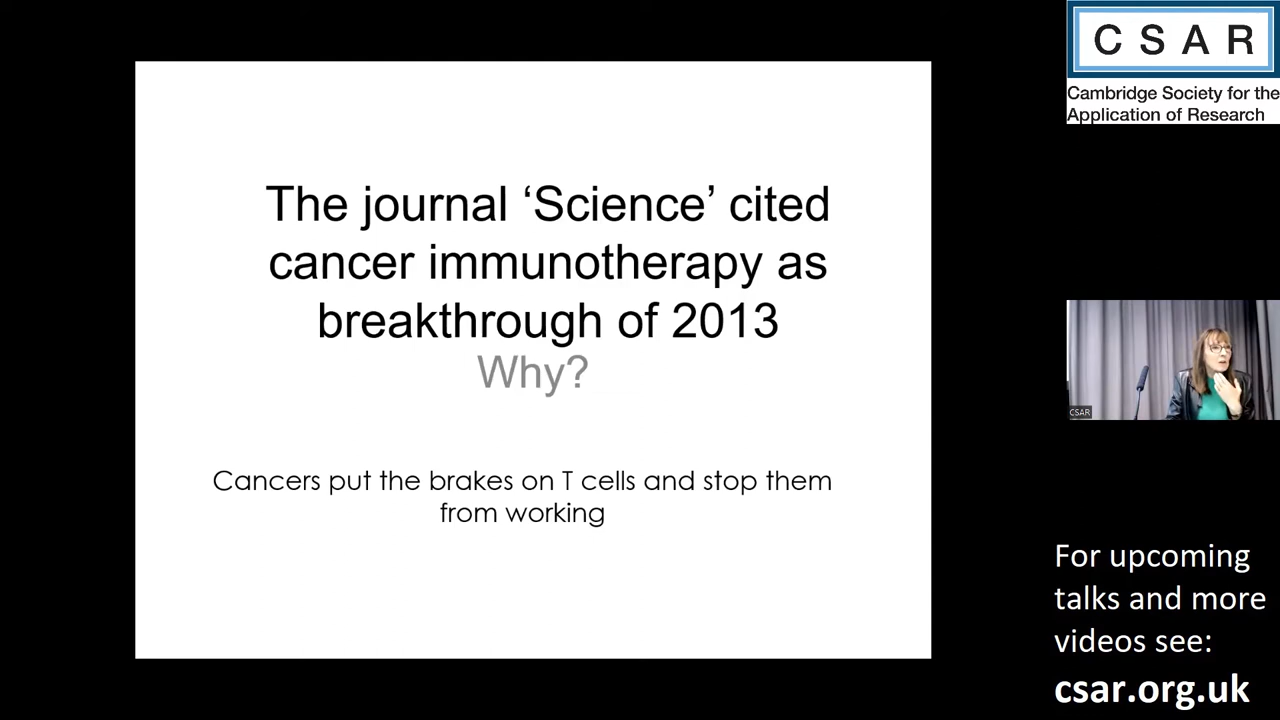 The journal ‘Science’ cited
cancer immunotherapy as
breakthrough of 2013
Why?
Cancers put the brakes on T cells and stop them
from working
CSAR
Cambridge Society for the
Application of Research
CSAR
For upcoming
talks and more
videos see:
csar.org.uk